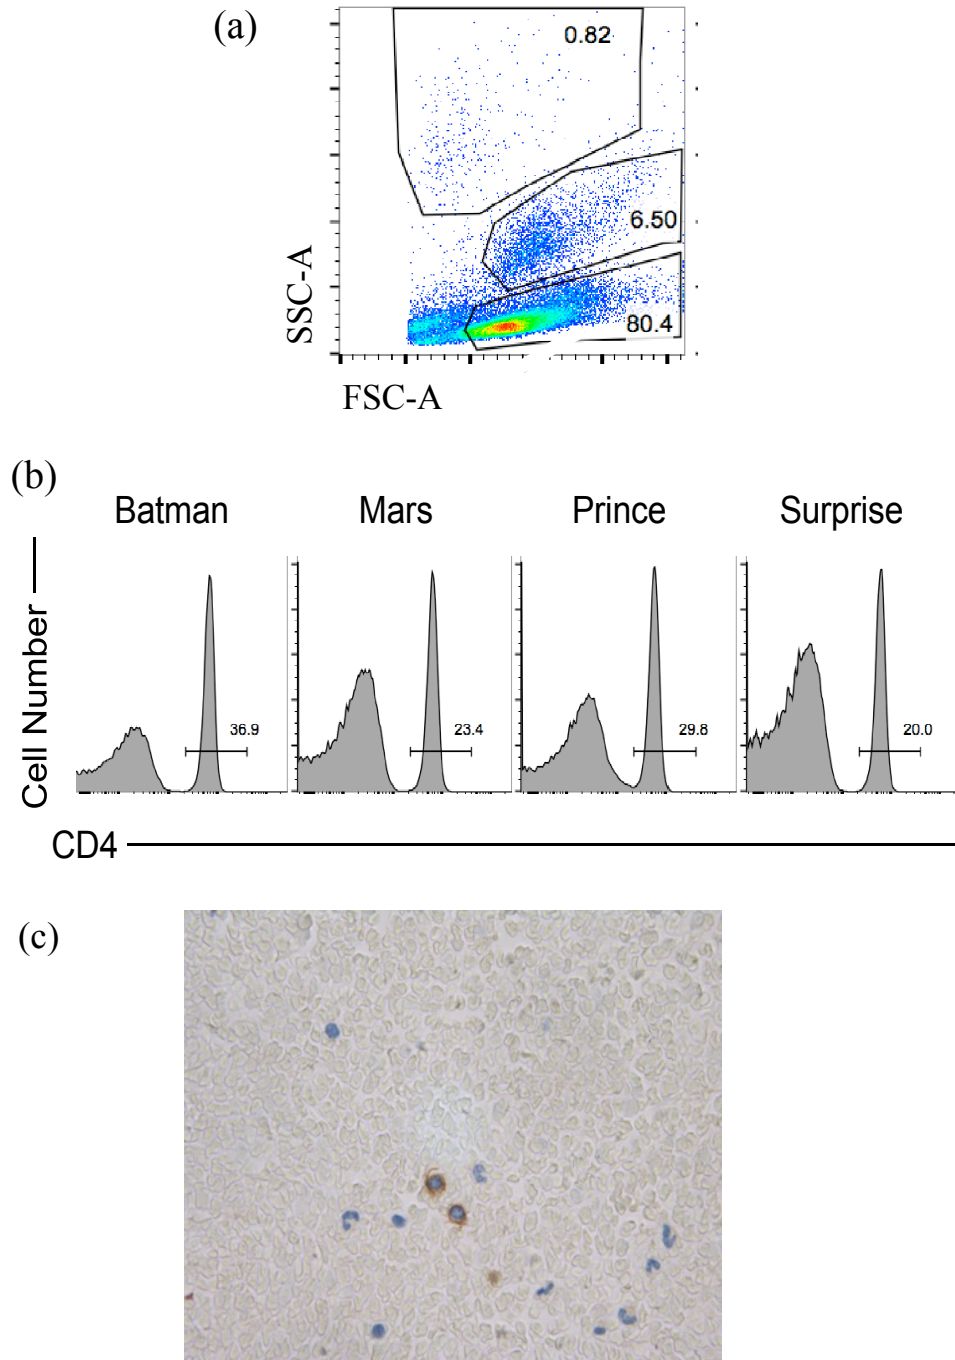 (a)
0.82
6.50
80.4
SSC-A
FSC-A
(b)
Batman Mars Prince Surprise
Cell Number
36.9 23.4 29.8 20.0
CD4
(c)